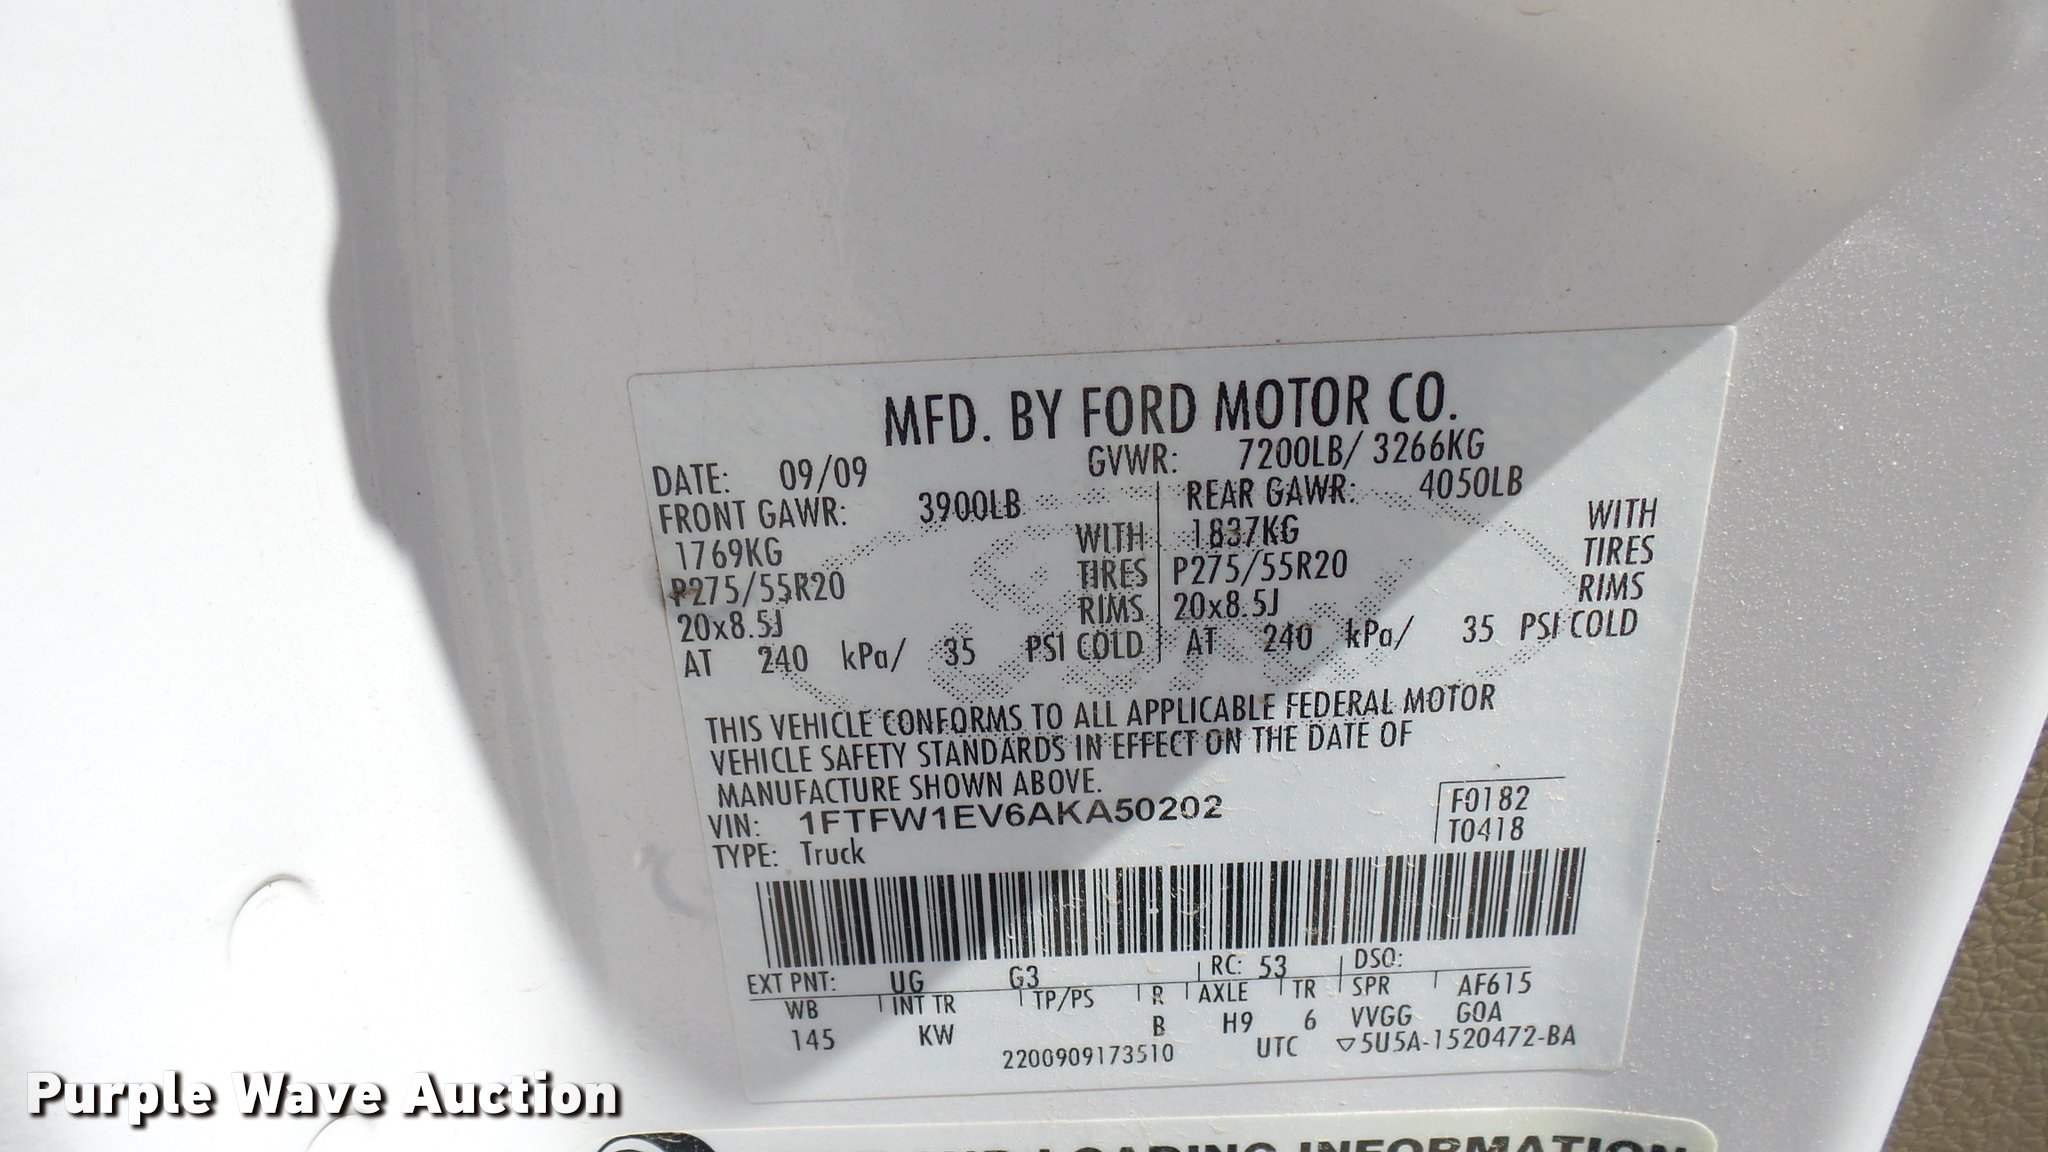 MFD. BY FORD MOTOR CO.
DATE: 09/09 GVWR: 7200LB/ 3266KG
FRONT GAWR: 3900LB REAR GAWR: 4050LB
1769KG WITH 1837KG WITH
P275/55R20 TIRES P275/55R20 TIRES
20x8.5J RIMS 20x8.5J RIMS
AT 240 kPa/ 35 PSI COLD AT 240 kPa/ 35 PSI COLD
THIS VEHICLE CONFORMS TO ALL APPLICABLE FEDERAL MOTOR
VEHICLE SAFETY STANDARDS IN EFFECT ON THE DATE OF
MANUFACTURE SHOWN ABOVE.
VIN: 1FTFW1EV6AKA50202 F0182
TYPE: Truck T0418
EXT PNT: UG G3 RC: 53 DSO:
WB INT TR TP/PS R AXLE TR SPR AF615
145 KW B H9 6 VVGG GOA
2200909173510 UTC ▽5U5A-1520472-BA
Purple Wave Auction
AND LOADING INFORMATION